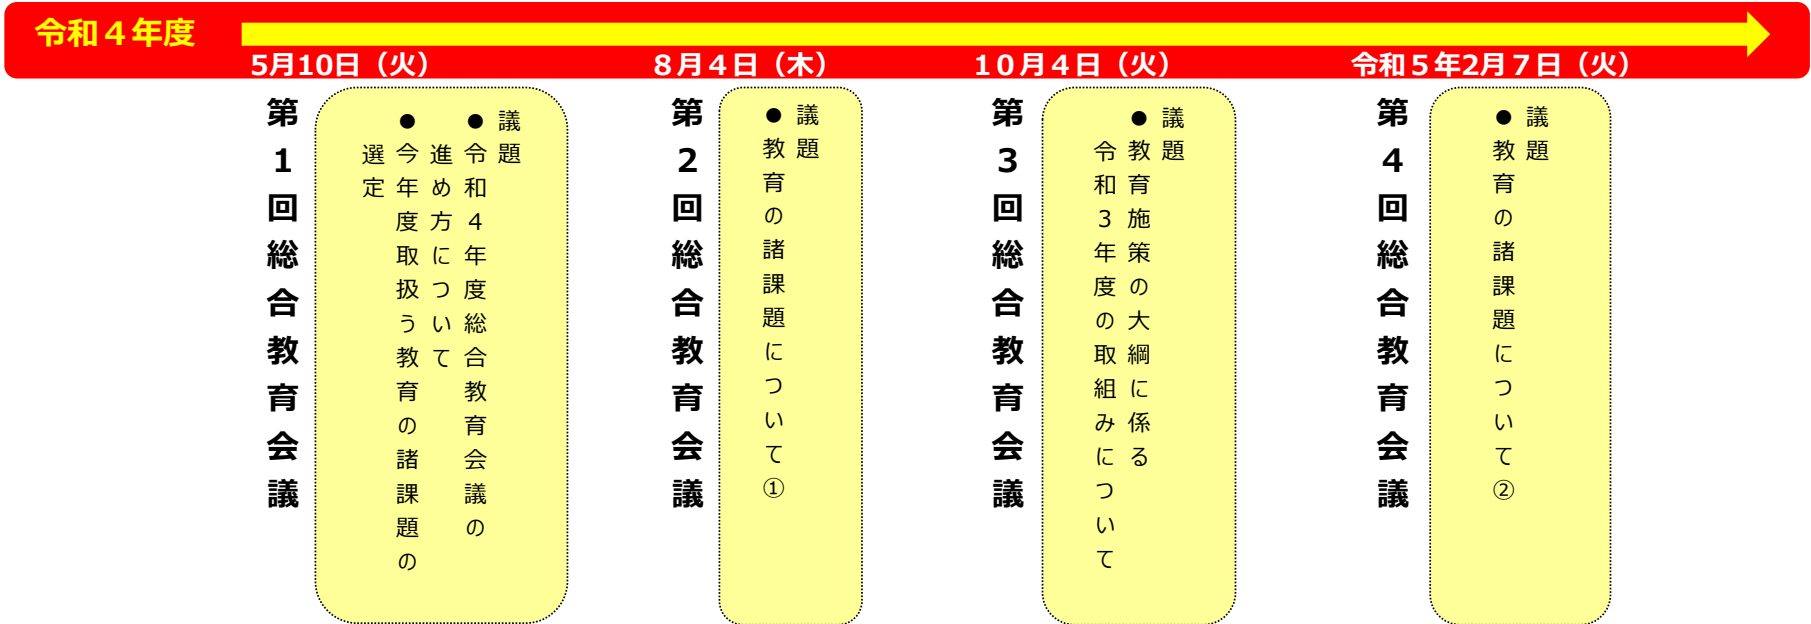 令和４年度
5月10日（火）
８月４日（木）
１０月４日（火）
令和５年2月７日（火）
第１回総合教育会議
議題
●令和４年度総合教育会議の
進め方について
●今年度取扱う教育の諸課題の
選定
第２回総合教育会議
議題
●教育の諸課題について①
第３回総合教育会議
議題
●教育施策の大綱に係る
令和３年度の取組みについて
第４回総合教育会議
議題
●教育の諸課題について②